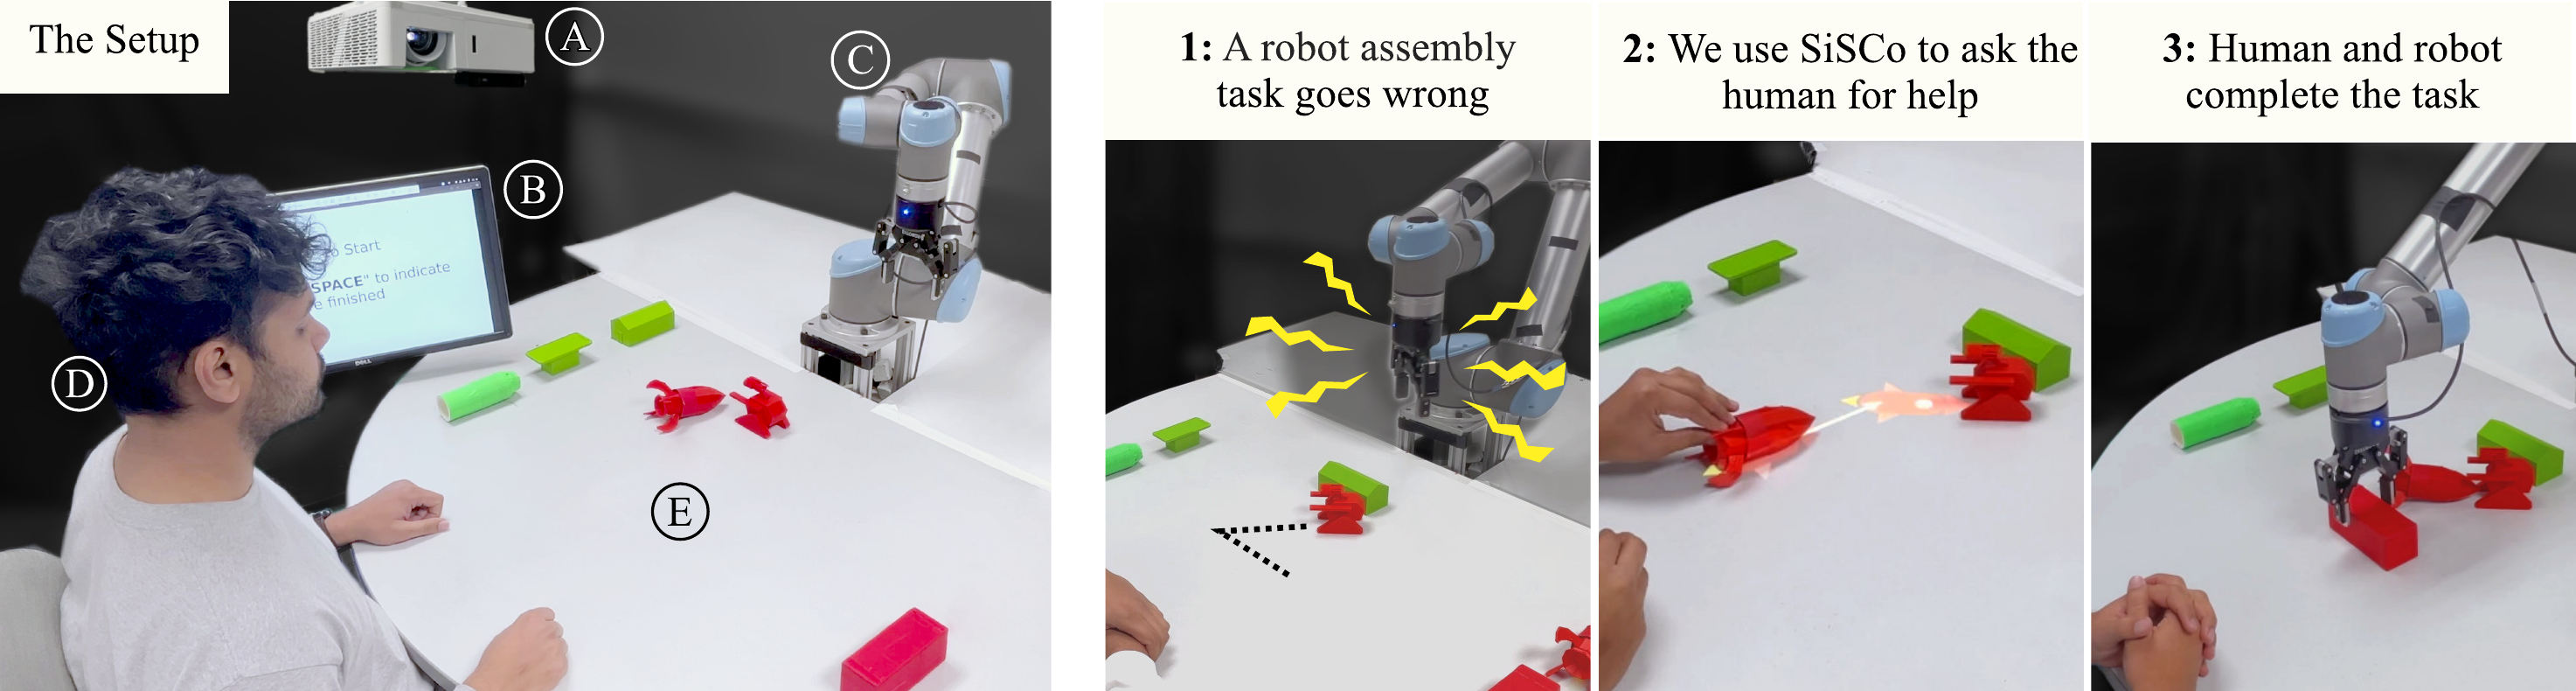 The Setup
A
B
C
D
E
o Start
SPACE" to indicate
e finished
DELL
1: A robot assembly
task goes wrong
2: We use SiSCo to ask the
human for help
3: Human and robot
complete the task